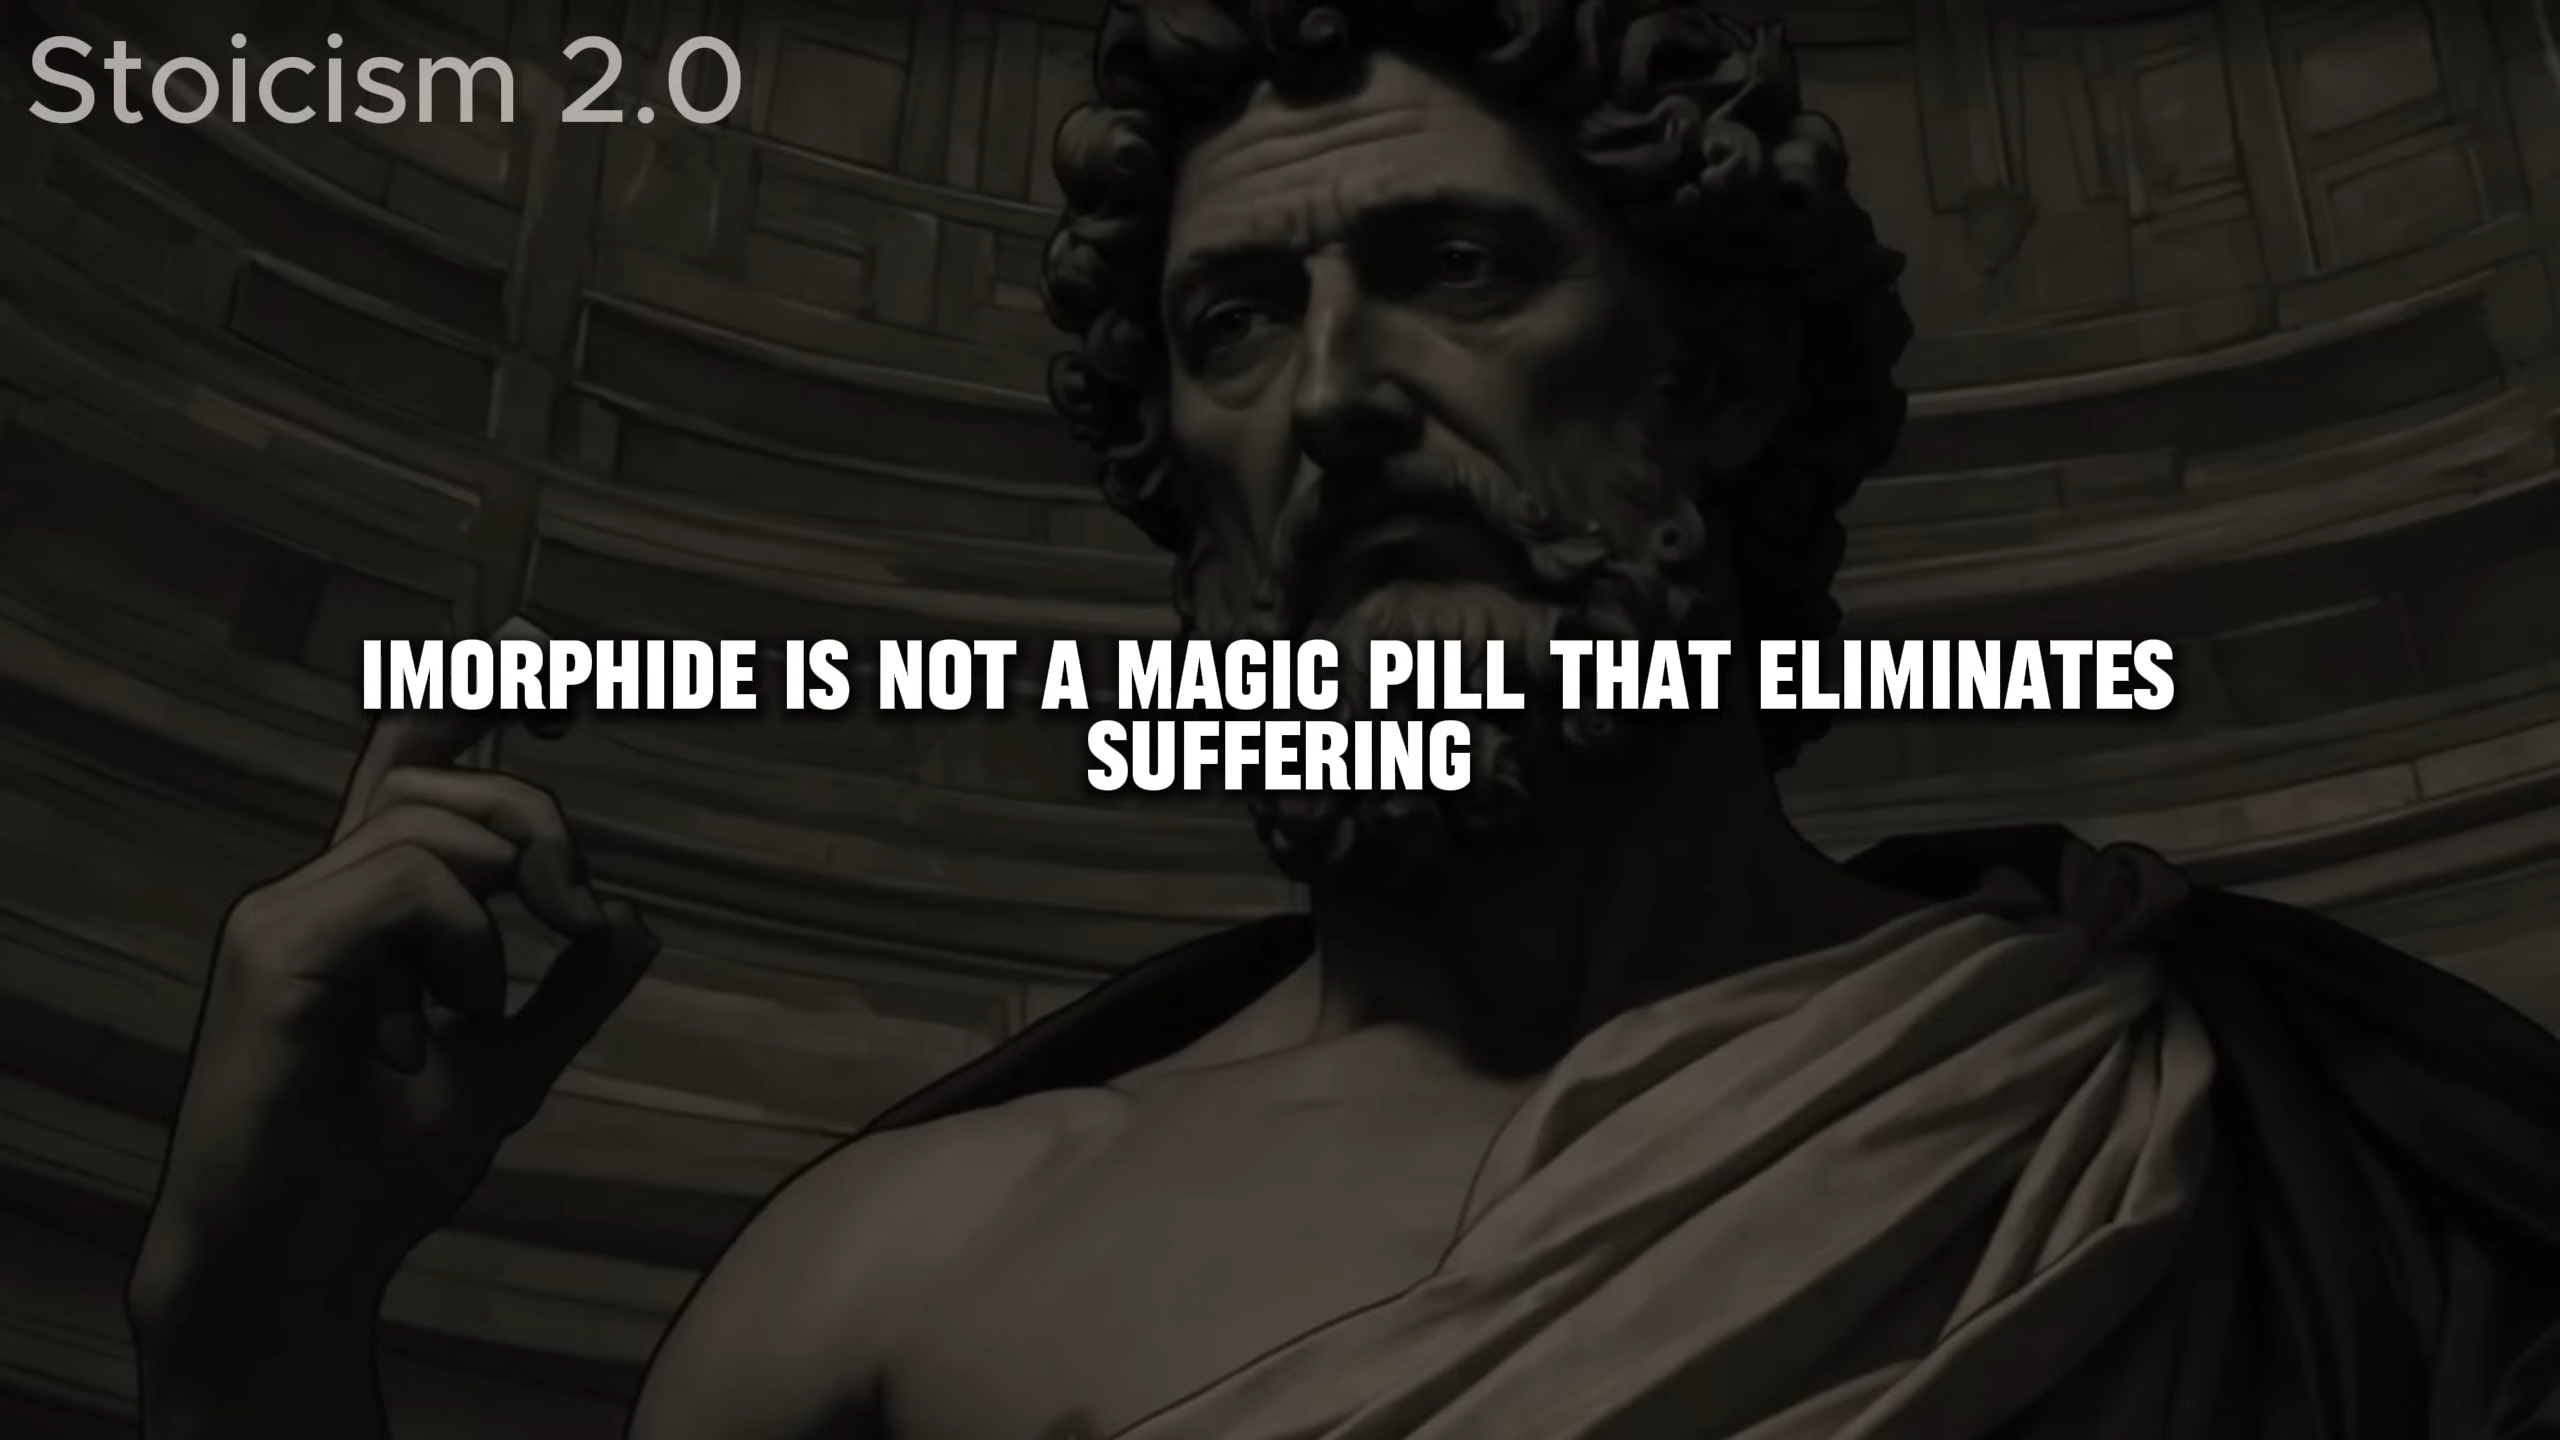 Stoicism 2.0
IMORPHIDE IS NOT A MAGIC PILL THAT ELIMINATES
SUFFERING